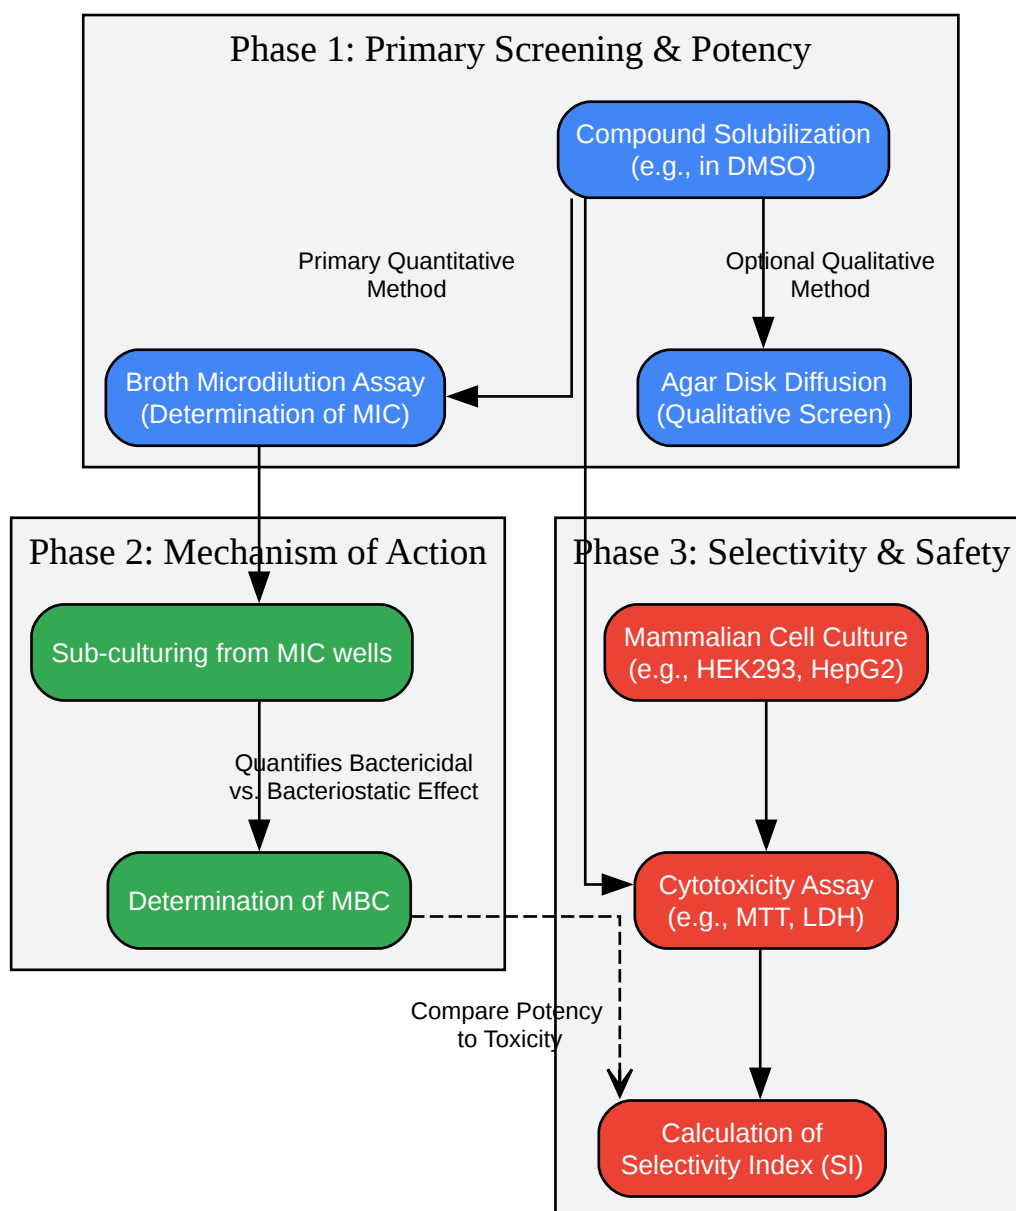 Phase 1: Primary Screening & Potency
Compound Solubilization
(e.g., in DMSO)
Primary Quantitative
Method
Optional Qualitative
Method
Broth Microdilution Assay
(Determination of MIC)
Agar Disk Diffusion
(Qualitative Screen)
Phase 2: Mechanism of Action
Sub-culturing from MIC wells
Quantifies Bactericidal
vs. Bacteriostatic Effect
Determination of MBC
Phase 3: Selectivity & Safety
Mammalian Cell Culture
(e.g., HEK293, HepG2)
Cytotoxicity Assay
(e.g., MTT, LDH)
Compare Potency
to Toxicity
Calculation of
Selectivity Index (SI)